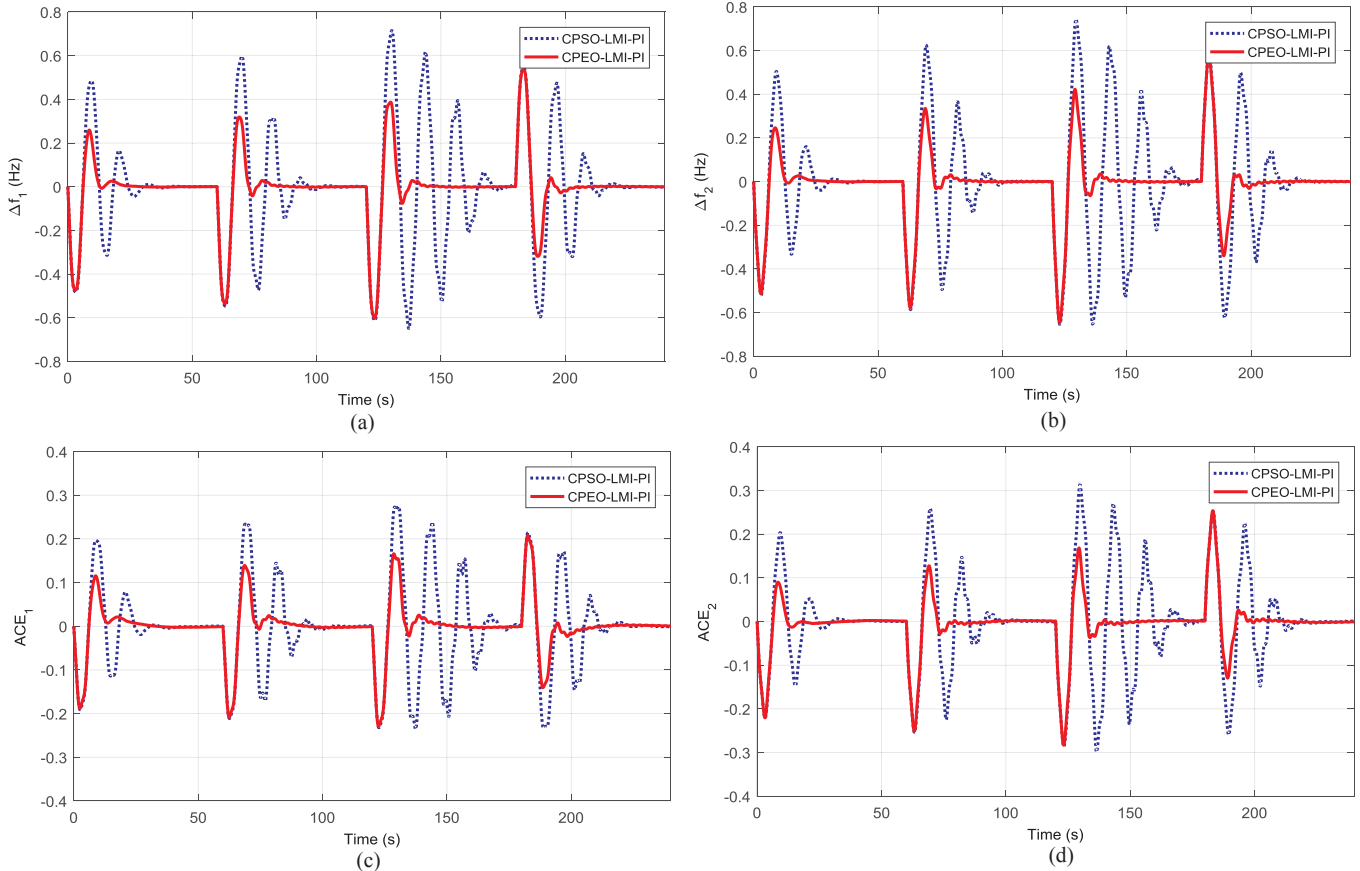 0.8
0.6
0.4
0.2
0
-0.2
-0.4
-0.6
-0.8
Δf1 (Hz)
CPSO-LMI-PI
CPEO-LMI-PI
0 50 100 150 200
Time (s)
(a)
0.8
0.6
0.4
0.2
0
-0.2
-0.4
-0.6
-0.8
Δf2 (Hz)
CPSO-LMI-PI
CPEO-LMI-PI
0 50 100 150 200
Time (s)
(b)
0.4
0.3
0.2
0.1
0
-0.1
-0.2
-0.3
-0.4
ACE1
CPSO-LMI-PI
CPEO-LMI-PI
0 50 100 150 200
Time (s)
(c)
0.4
0.3
0.2
0.1
0
-0.1
-0.2
-0.3
-0.4
ACE2
CPSO-LMI-PI
CPEO-LMI-PI
0 50 100 150 200
Time (s)
(d)